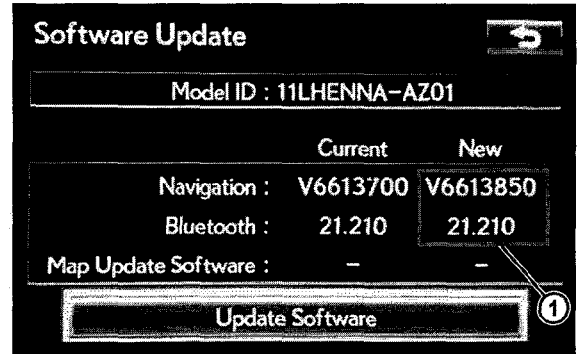 Software Update
Model ID : 11LHENNA-AZ01
Current New
Navigation : V6613700 V6613850
Bluetooth : 21.210 21.210
Map Update Software : – –
1
Update Software